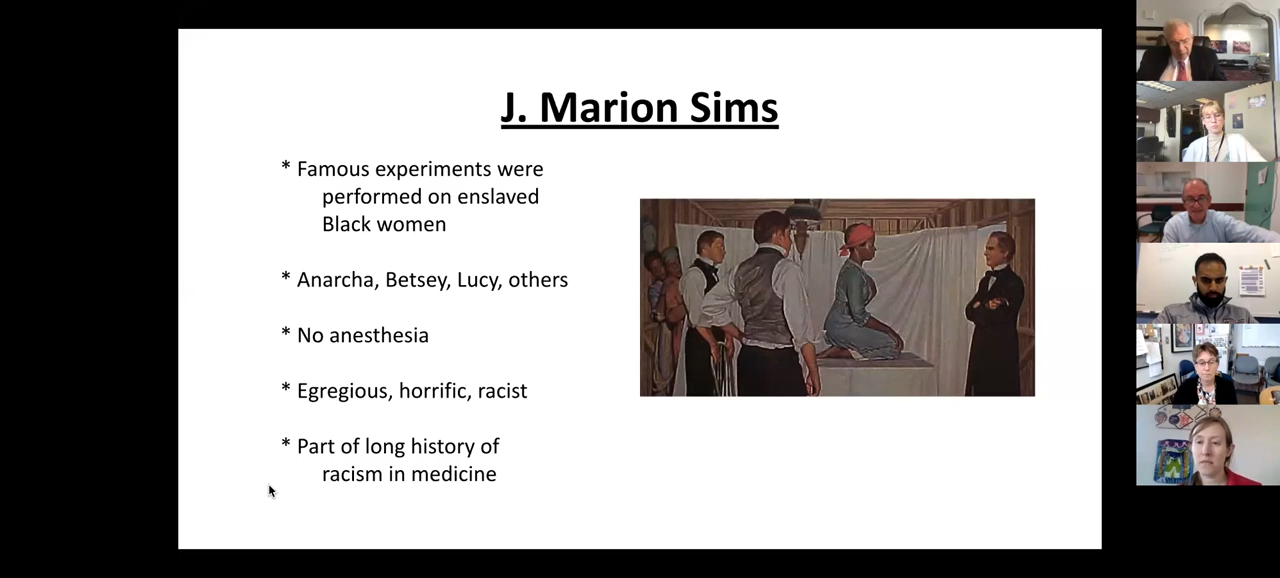 J. Marion Sims
* Famous experiments were
performed on enslaved
Black women
* Anarcha, Betsey, Lucy, others
* No anesthesia
* Egregious, horrific, racist
* Part of long history of
racism in medicine